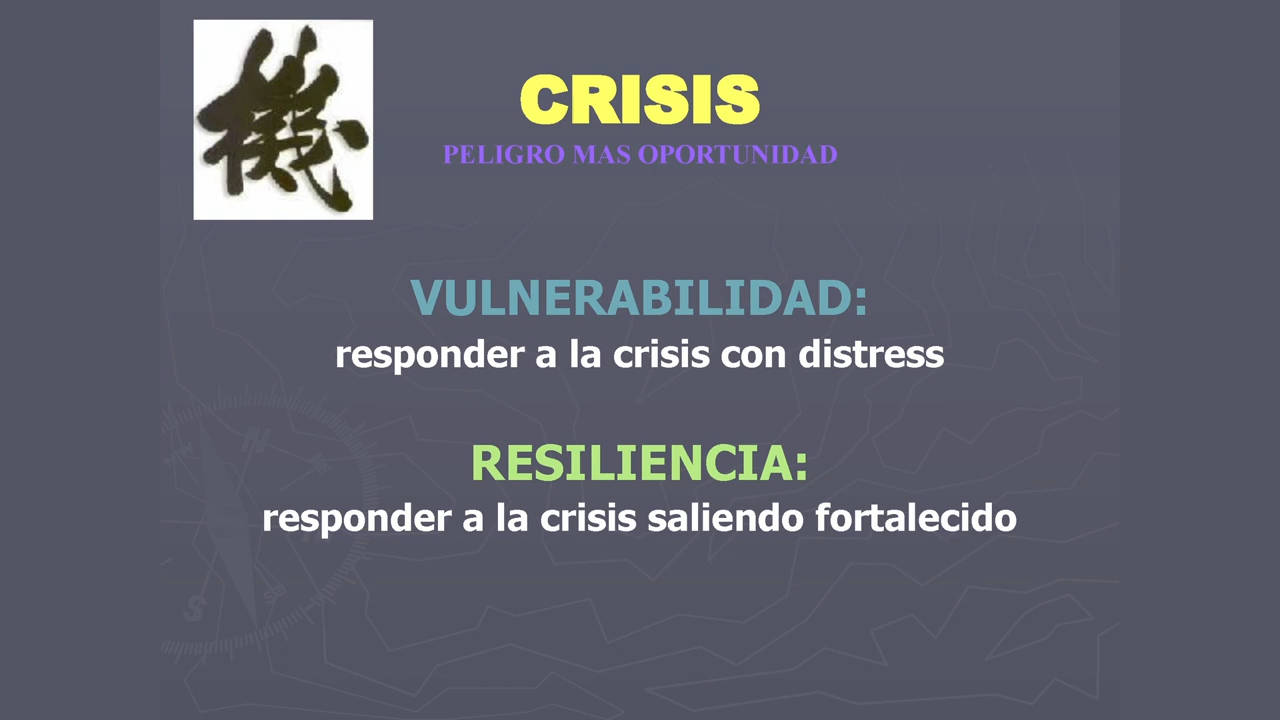 機
CRISIS
PELIGRO MAS OPORTUNIDAD
VULNERABILIDAD:
responder a la crisis con distress
RESILIENCIA:
responder a la crisis saliendo fortalecido
N
S